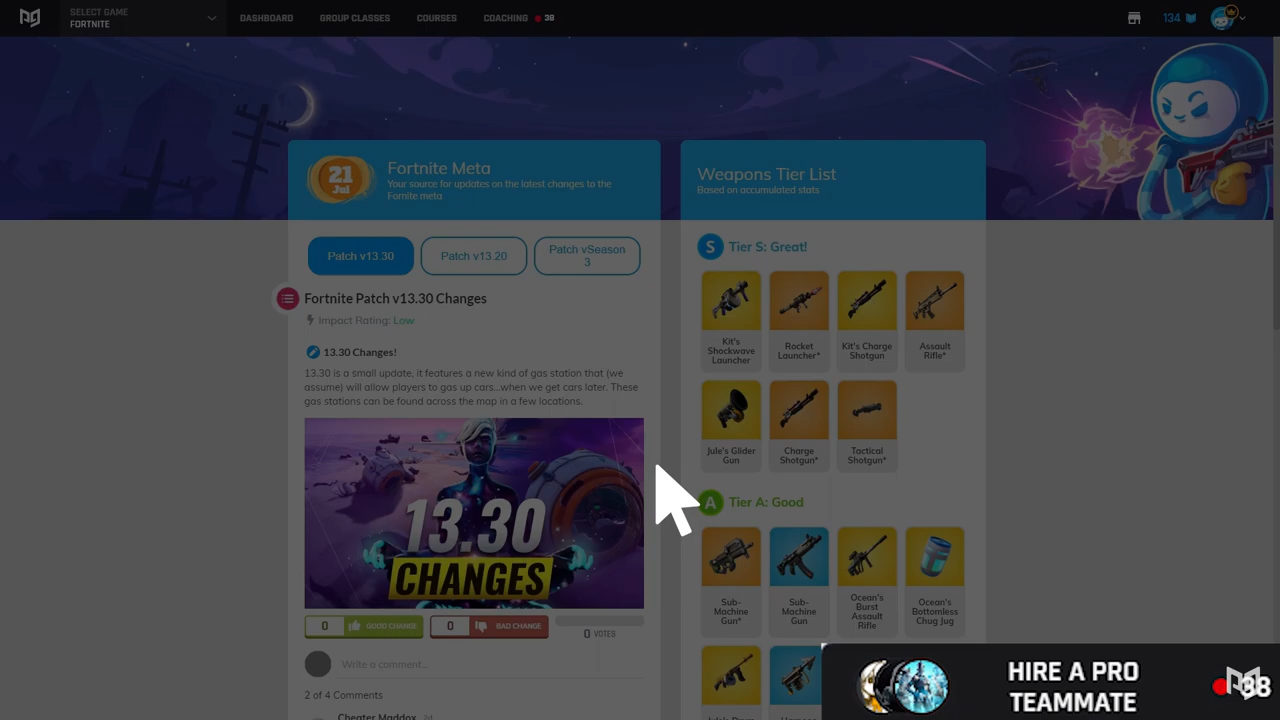 SELECT GAME
FORTNITE
DASHBOARD
GROUP CLASSES
COURSES
COACHING
38
134
21
Jul
Fortnite Meta
Your source for updates on the latest changes to the
Fornite meta
Patch v13.30
Patch v13.20
Patch vSeason
3
Fortnite Patch v13.30 Changes
Impact Rating: Low
13.30 Changes!
13.30 is a small update, it features a new kind of gas station that (we
assume) will allow players to gas up cars...when we get cars later. These
gas stations can be found across the map in a few locations.
13.30
CHANGES
0
GOOD CHANGE
0
BAD CHANGE
0 VOTES
Write a comment...
2 of 4 Comments
Cheater Maddox 2d
Weapons Tier List
Based on accumulated stats
S
Tier S: Great!
Kit's
Shockwave
Launcher
Rocket
Launcher*
Kit's Charge
Shotgun
Assault
Rifle*
Jule's Glider
Gun
Charge
Shotgun*
Tactical
Shotgun*
A
Tier A: Good
Sub-
Machine
Gun*
Sub-
Machine
Gun
Ocean's
Burst
Assault
Rifle
Ocean's
Bottomless
Chug Jug
HIRE A PRO
TEAMMATE
38